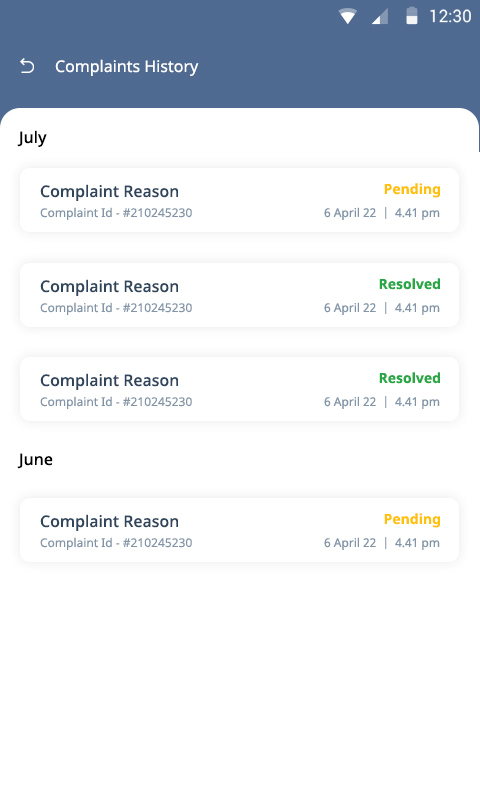 12:30
Complaints History
July
Complaint Reason Pending
Complaint Id - #210245230 6 April 22 | 4.41 pm
Complaint Reason Resolved
Complaint Id - #210245230 6 April 22 | 4.41 pm
Complaint Reason Resolved
Complaint Id - #210245230 6 April 22 | 4.41 pm
June
Complaint Reason Pending
Complaint Id - #210245230 6 April 22 | 4.41 pm